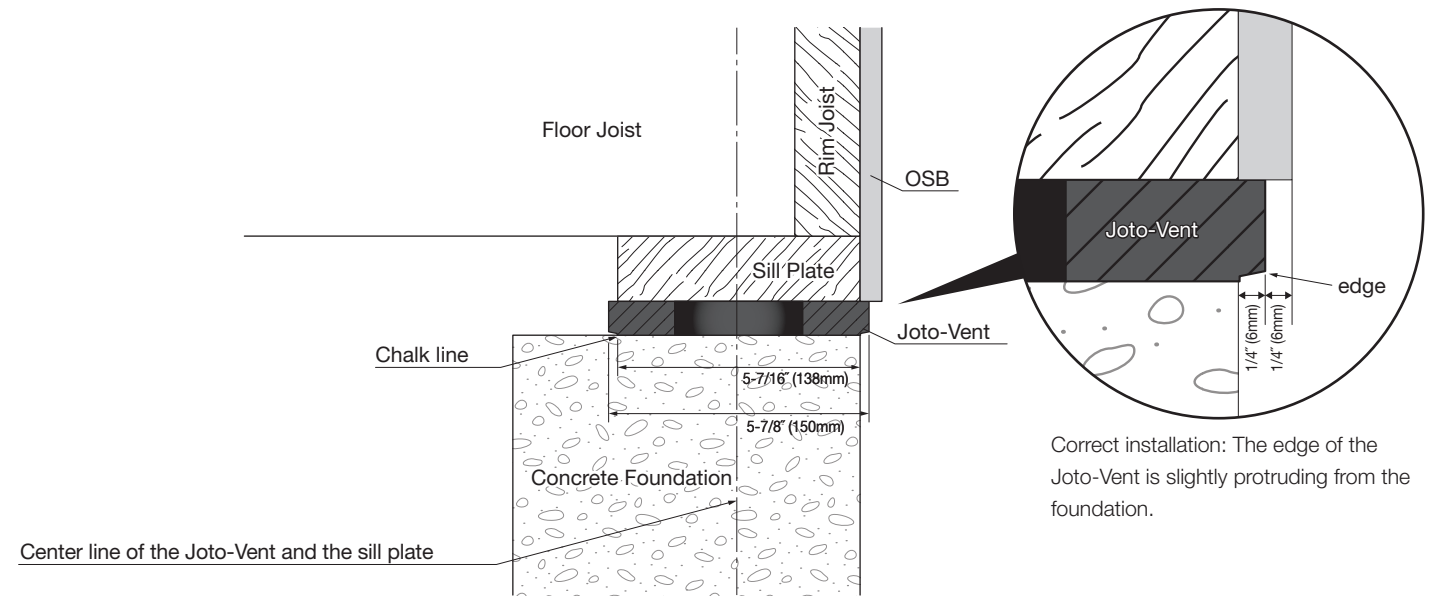 Floor Joist
Rim Joist
OSB
Sill Plate
Joto-Vent
Chalk line
5-7/16″ (138mm)
5-7/8″ (150mm)
Concrete Foundation
Center line of the Joto-Vent and the sill plate
Joto-Vent
edge
1/4″ (6mm)
1/4″ (6mm)
Correct installation: The edge of the
Joto-Vent is slightly protruding from the
foundation.